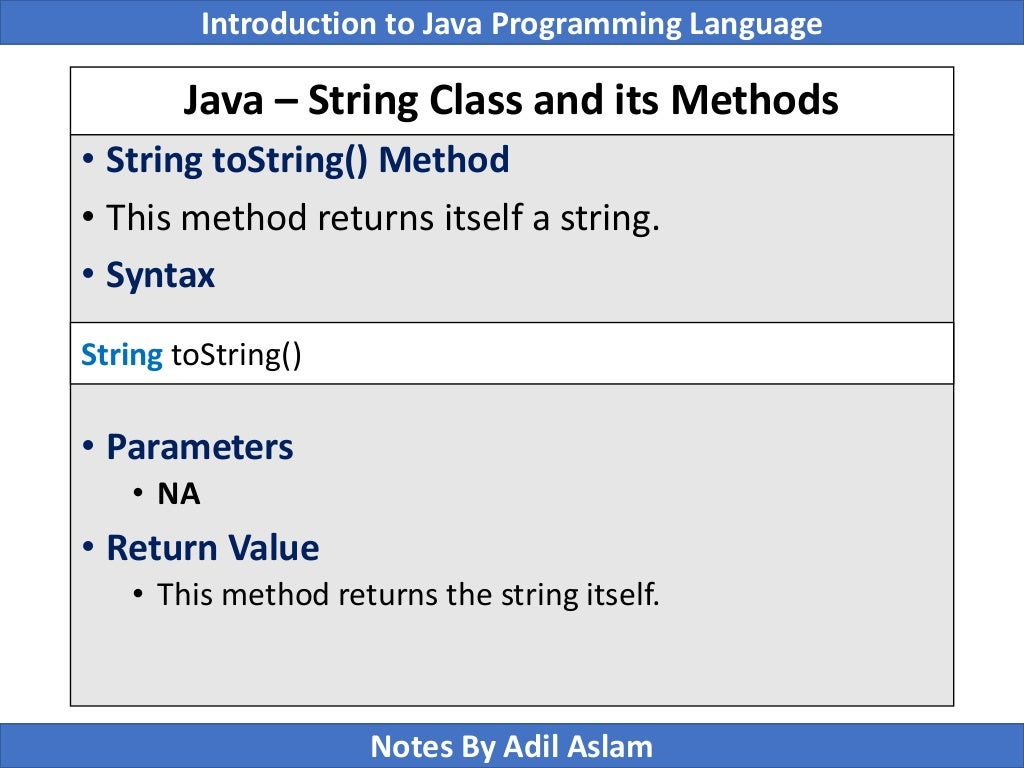 Introduction to Java Programming Language
Java – String Class and its Methods
• String toString() Method
• This method returns itself a string.
• Syntax
String toString()
• Parameters
• NA
• Return Value
• This method returns the string itself.
Notes By Adil Aslam